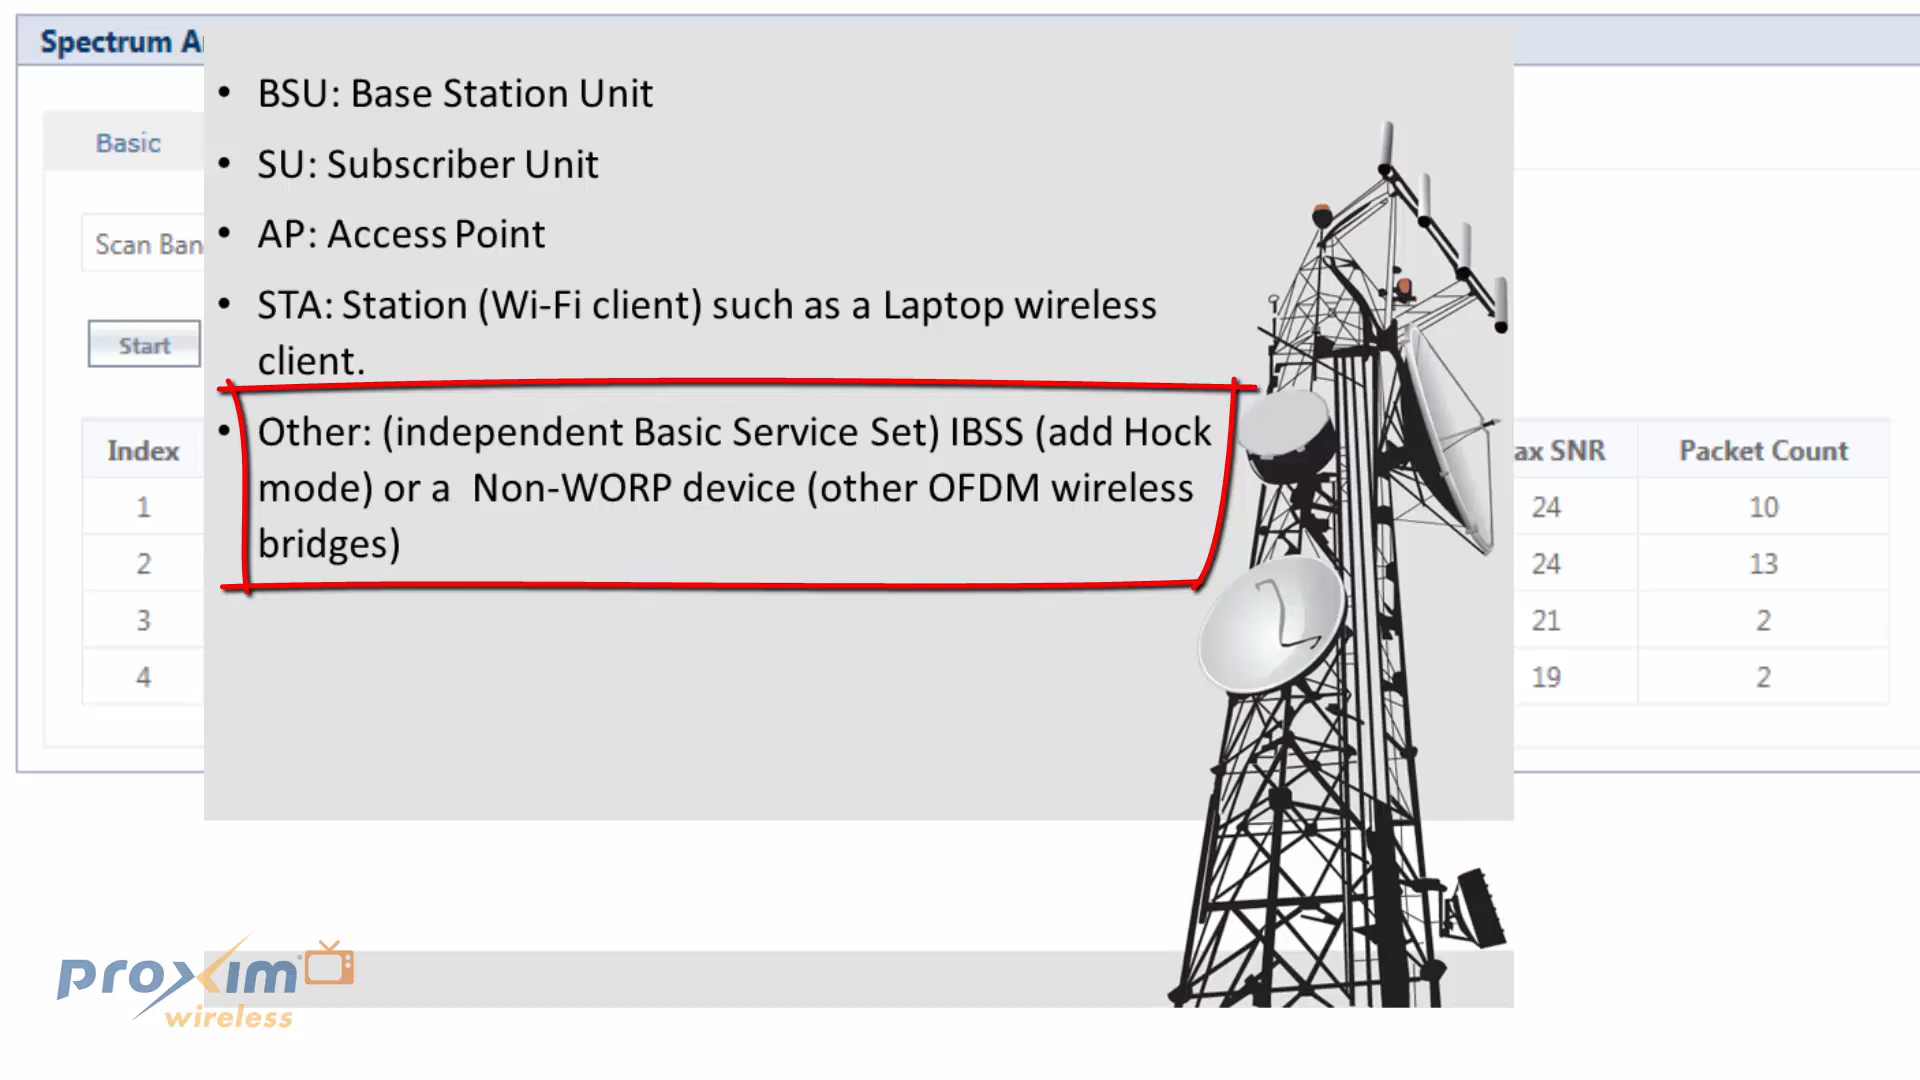 Spectrum A
Basic
Scan Ban
Start
• BSU: Base Station Unit
• SU: Subscriber Unit
• AP: Access Point
• STA: Station (Wi-Fi client) such as a Laptop wireless
client.
• Other: (independent Basic Service Set) IBSS (add Hock
mode) or a Non-WORP device (other OFDM wireless
bridges)
Index ax SNR Packet Count
1 24 10
2 24 13
3 21 2
4 19 2
proxim
wireless